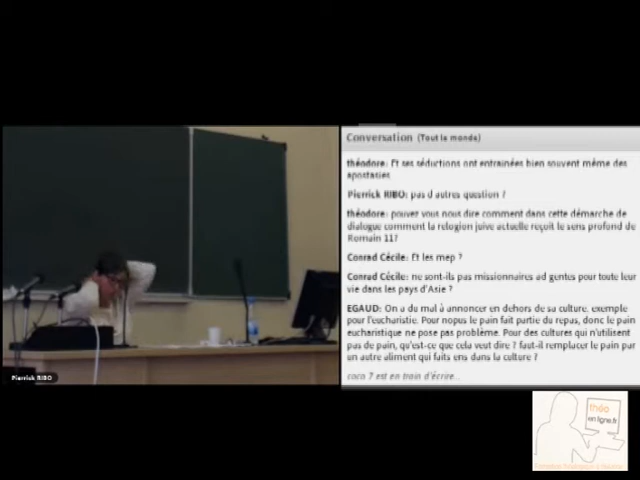 Conversation (Tout le monde)
théodore: Et ses séductions ont entrainées bien souvent même des
apostasies
Pierrick RIBO: pas d autres question ?
théodore: pouvez vous nous dire comment dans cette démarche de
dialogue comment la relogion juive actuelle reçoit le sens profond de
Romain 11?
Conrad Cécile: Et les mep ?
Conrad Cécile: ne sont-ils pas missionnaires ad gentes pour toute leur
vie dans les pays d'Asie ?
EGAUD: On a du mal à annoncer en dehors de sa culture. exemple
pour l'eucharistie. Pour nopus le pain fait partie du repas, donc le pain
eucharistique ne pose pas problème. Pour des cultures qui n'utilisent
pas de pain, qu'est-ce que cela veut dire ? faut-il remplacer le pain par
un autre aliment qui faits ens dans la culture ?
coco 7 est en train d'écrire...
Pierrick RIBO
théo
en ligne.fr